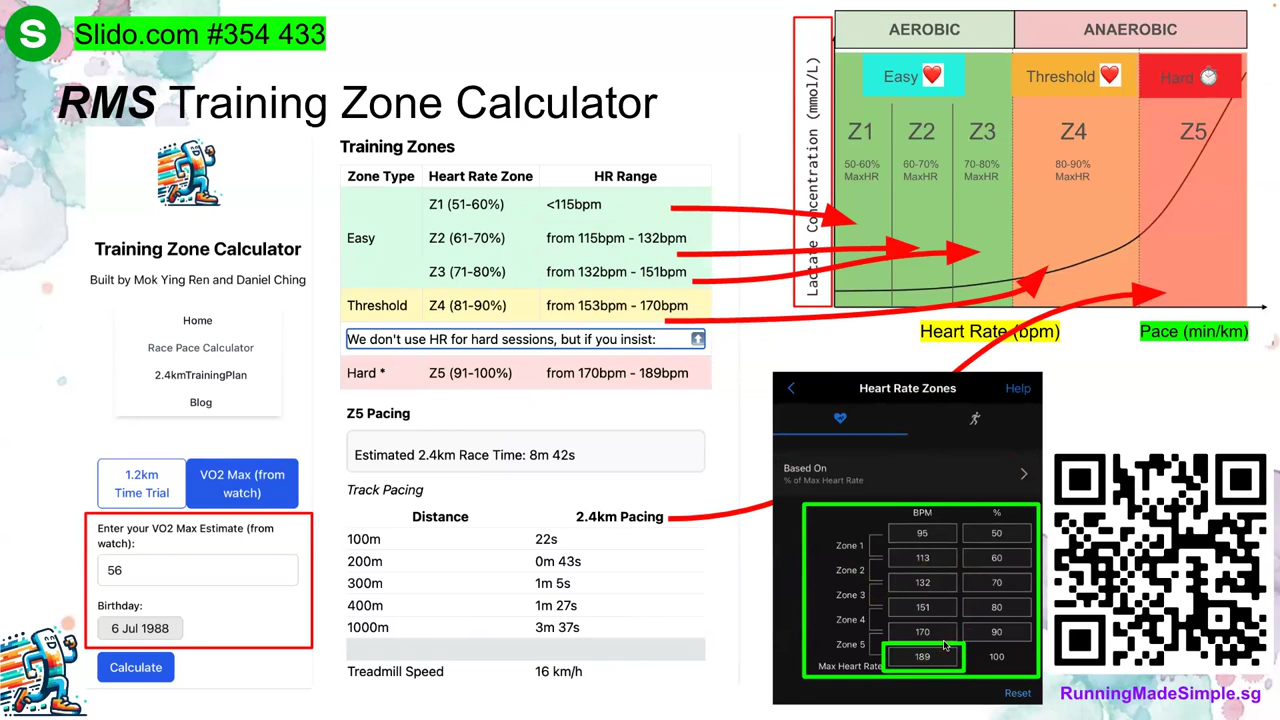 S
Slido.com #354 433
RMS Training Zone Calculator
Training Zone Calculator
Built by Mok Ying Ren and Daniel Ching
Home
Race Pace Calculator
2.4kmTrainingPlan
Blog
1.2km
Time Trial
VO2 Max (from
watch)
Enter your VO2 Max Estimate (from
watch):
56
Birthday:
6 Jul 1988
Calculate
Training Zones
Zone Type Heart Rate Zone HR Range
Z1 (51-60%) <115bpm
Easy Z2 (61-70%) from 115bpm - 132bpm
Z3 (71-80%) from 132bpm - 151bpm
Threshold Z4 (81-90%) from 153bpm - 170bpm
We don't use HR for hard sessions, but if you insist:
Hard * Z5 (91-100%) from 170bpm - 189bpm
Z5 Pacing
Estimated 2.4km Race Time: 8m 42s
Track Pacing
Distance 2.4km Pacing
100m 22s
200m 0m 43s
300m 1m 5s
400m 1m 27s
1000m 3m 37s
Treadmill Speed 16 km/h
Lactate Concentration (mmol/L)
AEROBIC ANAEROBIC
Easy Threshold Hard
Z1 Z2 Z3 Z4 Z5
50-60%
MaxHR
60-70%
MaxHR
70-80%
MaxHR
80-90%
MaxHR
Heart Rate (bpm) Pace (min/km)
Heart Rate Zones Help
Based On
% of Max Heart Rate
BPM %
95 50
Zone 1
113 60
Zone 2
132 70
Zone 3
151 80
Zone 4
170 90
Zone 5
189 100
Max Heart Rate
Reset
RunningMadeSimple.sg